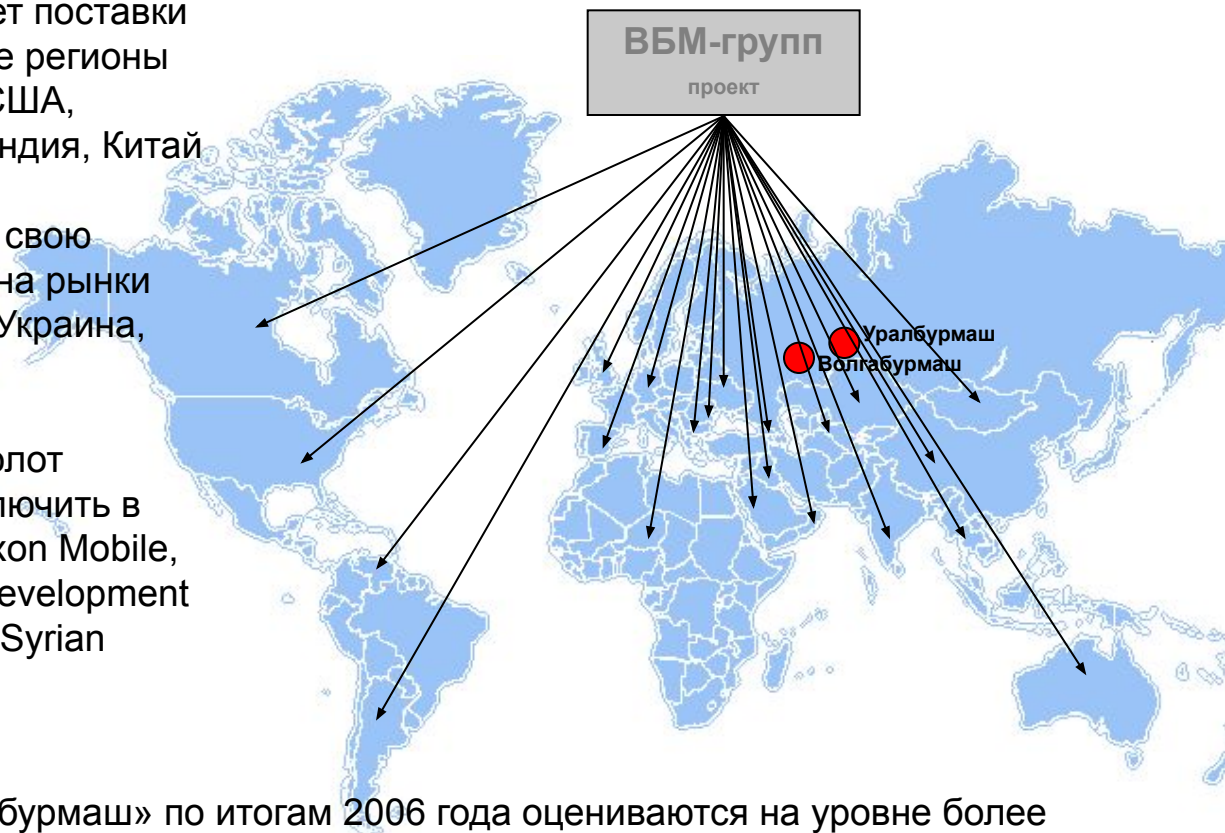 ет поставки
е регионы
США,
ндия, Китай
свою
на рынки
Украина,
олот
лючить в
xon Mobile,
evelopment
Syrian
ВБМ-групп
проект
Уралбурмаш
Волгабурмаш
бурмаш» по итогам 2006 года оцениваются на уровне более